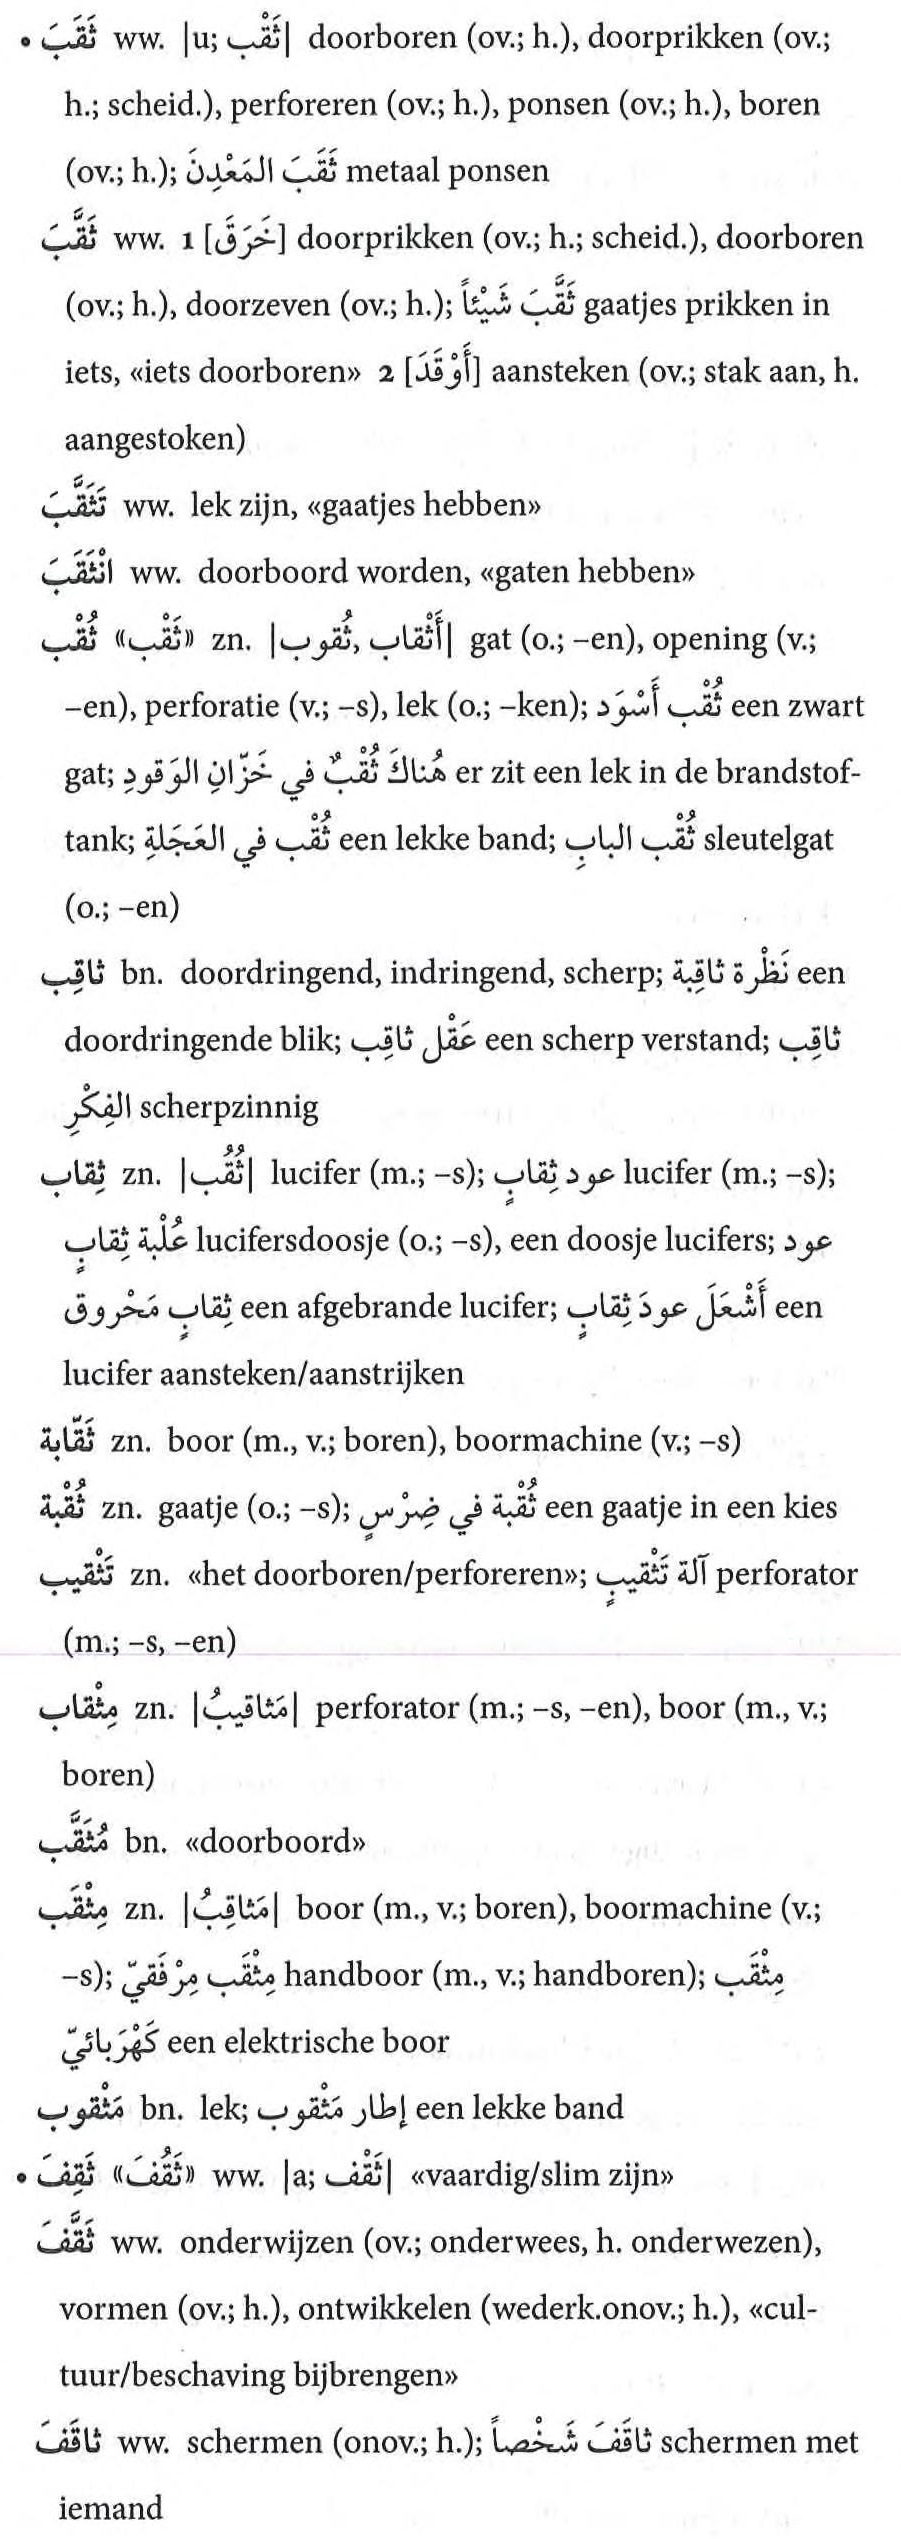 • ثَقَبَ ww. |u; ثَقْب| doorboren (ov.; h.), doorprikken (ov.;
h.; scheid.), perforeren (ov.; h.), ponsen (ov.; h.), boren
(ov.; h.); ثَقَبَ المَعْدِنَ metaal ponsen
ثَقَّبَ ww. 1 [خَرَقَ] doorprikken (ov.; h.; scheid.), doorboren
(ov.; h.), doorzeven (ov.; h.); ثَقَّبَ شَيْئاً gaatjes prikken in
iets, «iets doorboren» 2 [أَوْقَدَ] aansteken (ov.; stak aan, h.
aangestoken)
تَثَقَّبَ ww. lek zijn, «gaatjes hebben»
انْثَقَبَ ww. doorboord worden, «gaten hebben»
ثُقْب «ثَقْب» zn. |أَثْقاب, ثُقوب| gat (o.; –en), opening (v.;
–en), perforatie (v.; –s), lek (o.; –ken); ثُقْب أَسْوَد een zwart
gat; هُناكَ ثُقْبٌ في خَزّانِ الوَقودِ er zit een lek in de brandstof-
tank; ثُقْب في العَجَلةِ een lekke band; ثُقْب البابِ sleutelgat
(o.; –en)
ثاقِب bn. doordringend, indringend, scherp; نَظْرة ثاقِبة een
doordringende blik; عَقْل ثاقِب een scherp verstand; ثاقِب
الفِكْرِ scherpzinnig
ثِقاب zn. |ثُقُب| lucifer (m.; –s); عود ثِقابٍ lucifer (m.; –s);
عُلْبة ثِقابٍ lucifersdoosje (o.; –s), een doosje lucifers; عود
ثِقابٍ مَحْروق een afgebrande lucifer; أَشْعَلَ عودَ ثِقابٍ een
lucifer aansteken/aanstrijken
ثَقّابة zn. boor (m., v.; boren), boormachine (v.; –s)
ثُقْبة zn. gaatje (o.; –s); ثُقْبة في ضِرْسٍ een gaatje in een kies
تَثْقيب zn. «het doorboren/perforeren»; آلة تَثْقيبٍ perforator
(m.; –s, –en)
مِثْقاب zn. |مَثاقيبُ| perforator (m.; –s, –en), boor (m., v.;
boren)
مُثَقَّب bn. «doorboord»
مِثْقَب zn. |مَثاقِبُ| boor (m., v.; boren), boormachine (v.;
–s); مِثْقَب مِرْفَقيّ handboor (m., v.; handboren); مِثْقَب
كَهْرَبائيّ een elektrische boor
مَثْقوب bn. lek; إطار مَثْقوب een lekke band
• ثَقِفَ «ثَقُفَ» ww. |a; ثَقْف| «vaardig/slim zijn»
ثَقَّفَ ww. onderwijzen (ov.; onderwees, h. onderwezen),
vormen (ov.; h.), ontwikkelen (wederk.onov.; h.), «cul-
tuur/beschaving bijbrengen»
ثاقَفَ ww. schermen (onov.; h.); ثاقَفَ شَخْصاً schermen met
iemand